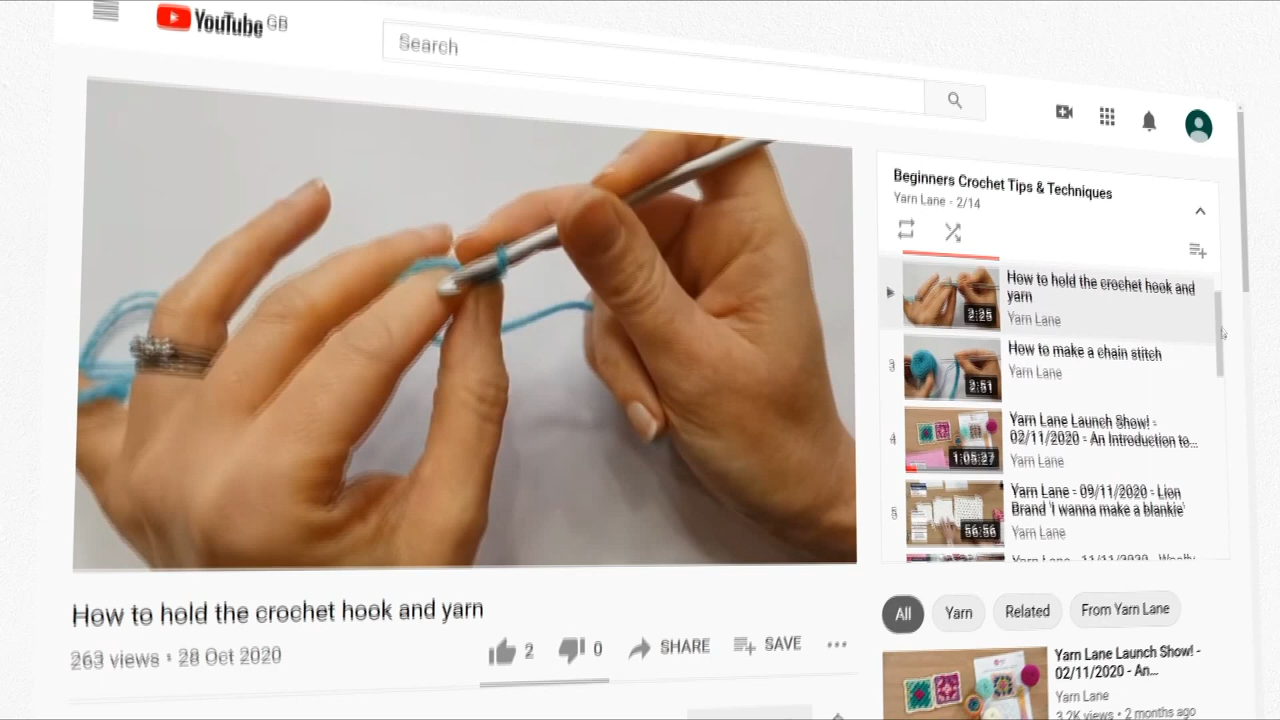 YouTube GB
Search
Beginners Crochet Tips & Techniques
Yarn Lane - 2/14
How to hold the crochet hook and
yarn
Yarn Lane
2:25
3
How to make a chain stitch
Yarn Lane
2:51
4
Yarn Lane Launch Show! -
02/11/2020 - An Introduction to...
Yarn Lane
1:05:27
5
Yarn Lane - 09/11/2020 - Lion
Brand 'I wanna make a blankie'
Yarn Lane
56:56
How to hold the crochet hook and yarn
263 views • 28 Oct 2020
2 0 SHARE SAVE
All Yarn Related From Yarn Lane
Yarn Lane Launch Show! -
02/11/2020 - An...
Yarn Lane
3.2K views • 2 months ago